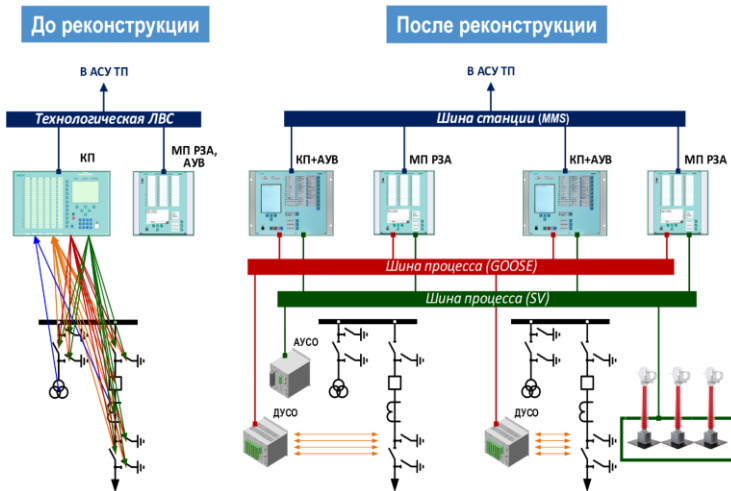 До реконструкции
После реконструкции
В АСУ ТП
В АСУ ТП
Технологическая ЛВС
Шина станции (MMS)
КП
МП РЗА,
АУВ
КП+АУВ
МП РЗА
КП+АУВ
МП РЗА
Шина процесса (GOOSE)
Шина процесса (SV)
АУСО
ДУСО
ДУСО